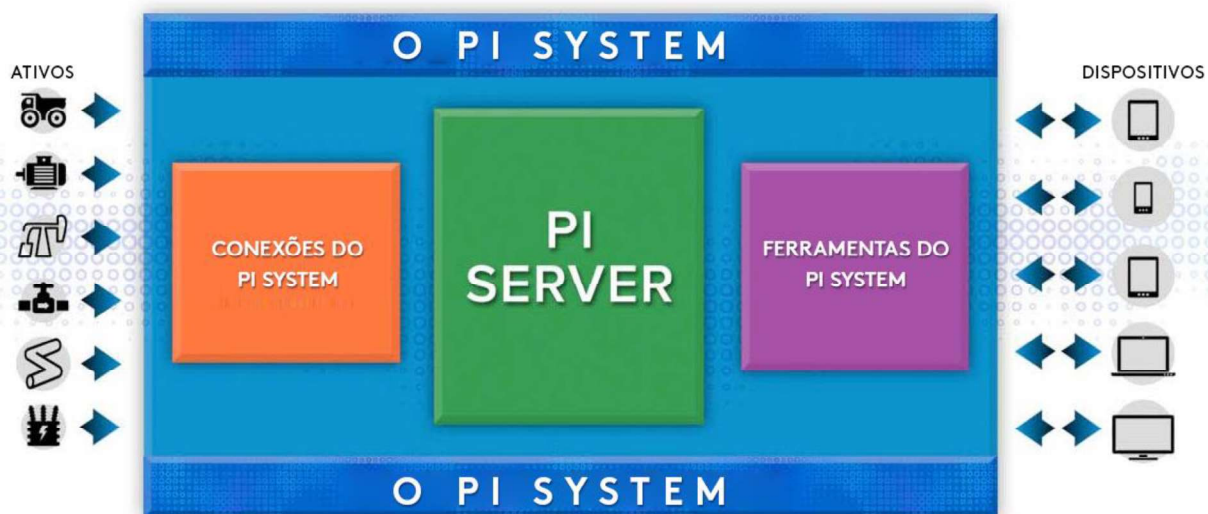 O PI SYSTEM
ATIVOS
DISPOSITIVOS
CONEXÕES DO
PI SYSTEM
PI
SERVER
FERRAMENTAS DO
PI SYSTEM
O PI SYSTEM